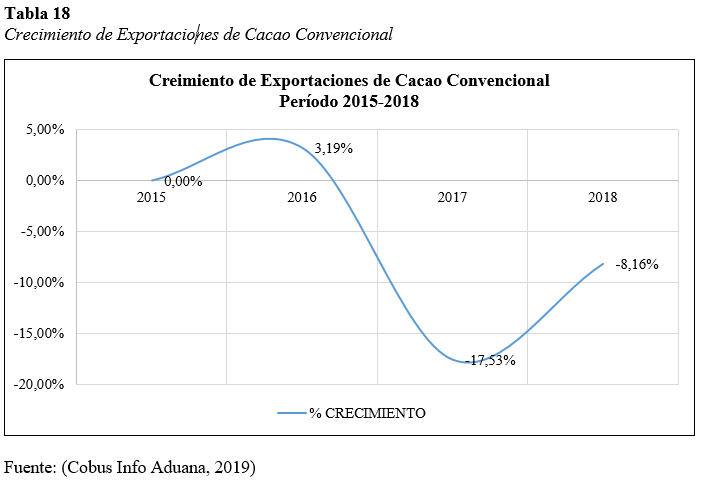 Tabla 18
Crecimiento de Exportaciones de Cacao Convencional
Creimiento de Exportaciones de Cacao Convencional
Período 2015-2018
5,00%
0,00%
-5,00%
-10,00%
-15,00%
-20,00%
0,00%
3,19%
-17,53%
-8,16%
2015
2016
2017
2018
% CRECIMIENTO
Fuente: (Cobus Info Aduana, 2019)